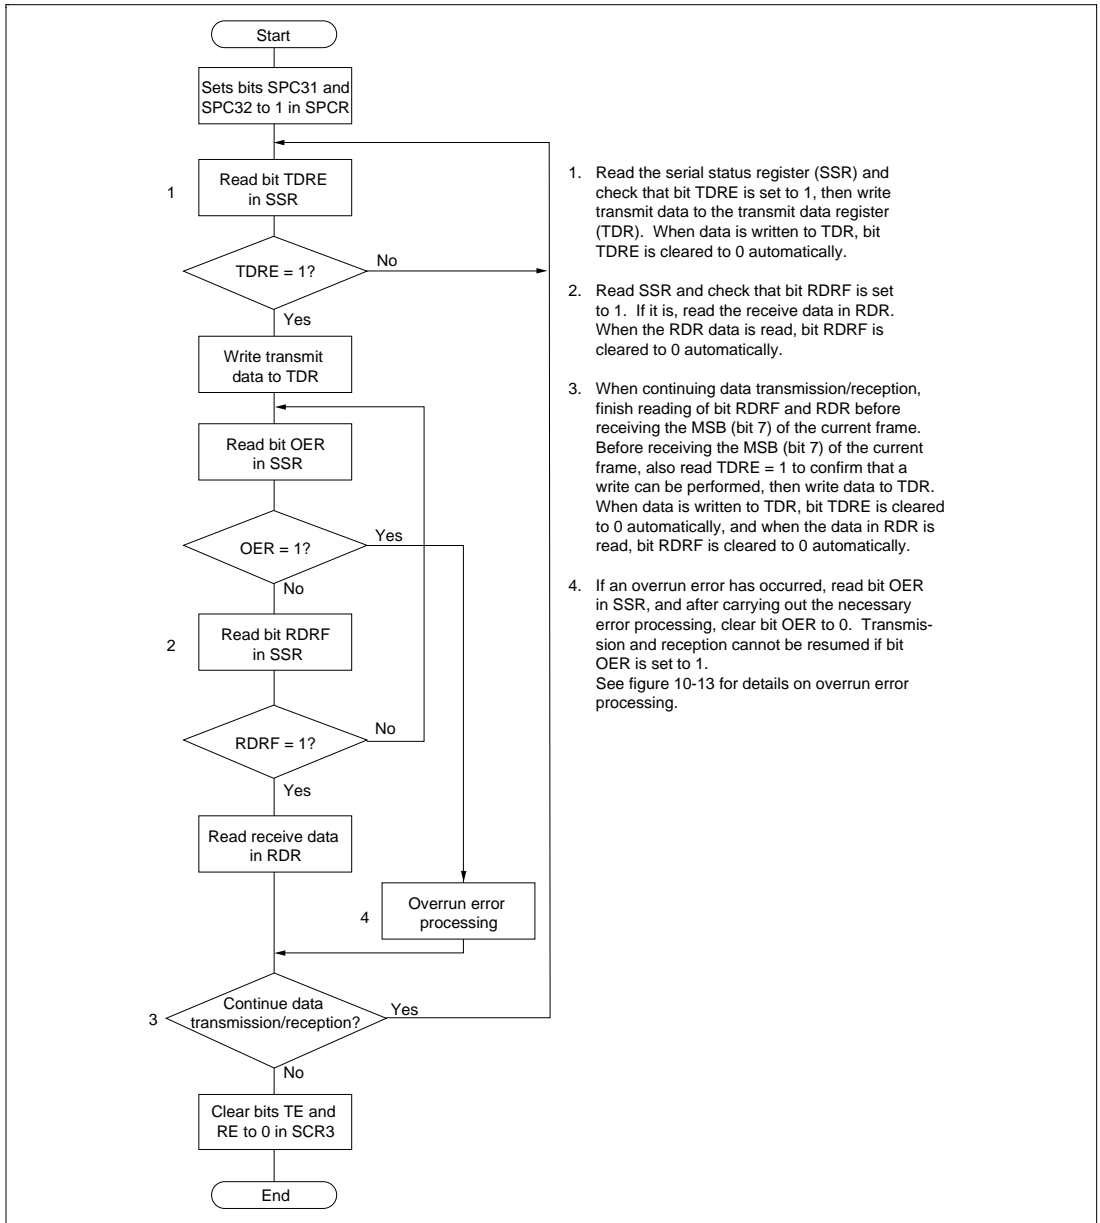 Start
Sets bits SPC31 and
SPC32 to 1 in SPCR
1
Read bit TDRE
in SSR
TDRE = 1?
No
Yes
Write transmit
data to TDR
Read bit OER
in SSR
OER = 1?
Yes
No
2
Read bit RDRF
in SSR
RDRF = 1?
No
Yes
Read receive data
in RDR
4
Overrun error
processing
3
Continue data
transmission/reception?
Yes
No
Clear bits TE and
RE to 0 in SCR3
End
1. Read the serial status register (SSR) and
check that bit TDRE is set to 1, then write
transmit data to the transmit data register
(TDR). When data is written to TDR, bit
TDRE is cleared to 0 automatically.
2. Read SSR and check that bit RDRF is set
to 1. If it is, read the receive data in RDR.
When the RDR data is read, bit RDRF is
cleared to 0 automatically.
3. When continuing data transmission/reception,
finish reading of bit RDRF and RDR before
receiving the MSB (bit 7) of the current frame.
Before receiving the MSB (bit 7) of the current
frame, also read TDRE = 1 to confirm that a
write can be performed, then write data to TDR.
When data is written to TDR, bit TDRE is cleared
to 0 automatically, and when the data in RDR is
read, bit RDRF is cleared to 0 automatically.
4. If an overrun error has occurred, read bit OER
in SSR, and after carrying out the necessary
error processing, clear bit OER to 0. Transmis-
sion and reception cannot be resumed if bit
OER is set to 1.
See figure 10-13 for details on overrun error
processing.